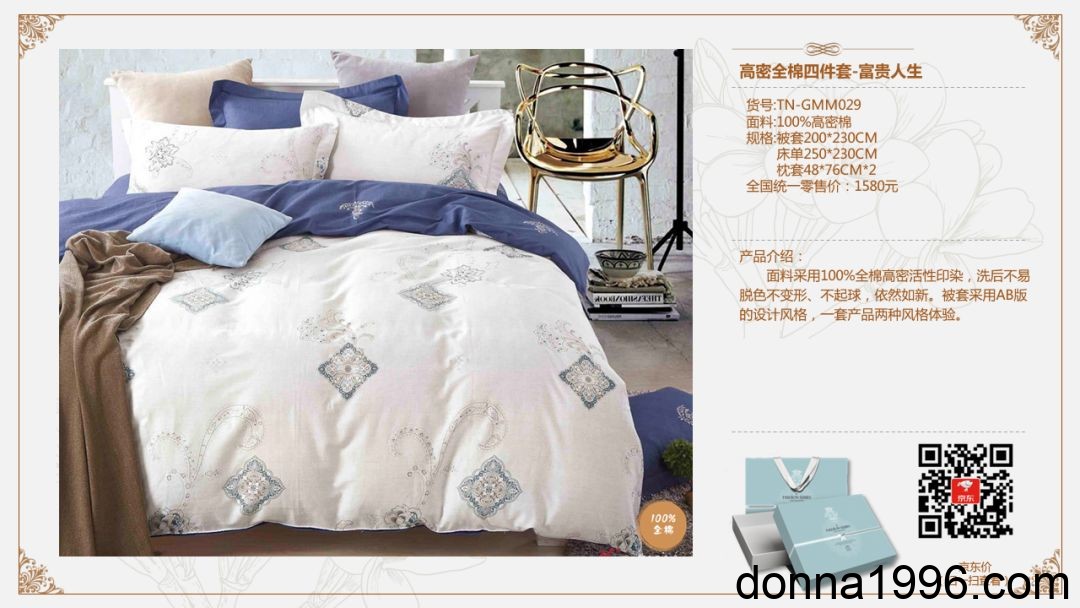 高密全棉四件套-富贵人生
货号:TN-GMM029
面料:100%高密棉
规格:被套200*230CM
床单250*230CM
枕套48*76CM*2
全国统一零售价：1580元
产品介绍：
面料采用100%全棉高密活性印染，洗后不易
脱色不变形、不起球，依然如新。被套采用AB版
的设计风格，一套产品两种风格体验。
THEFASHIONBOOK
100%
全棉
京东
京东价
扫查看
donna1996.com